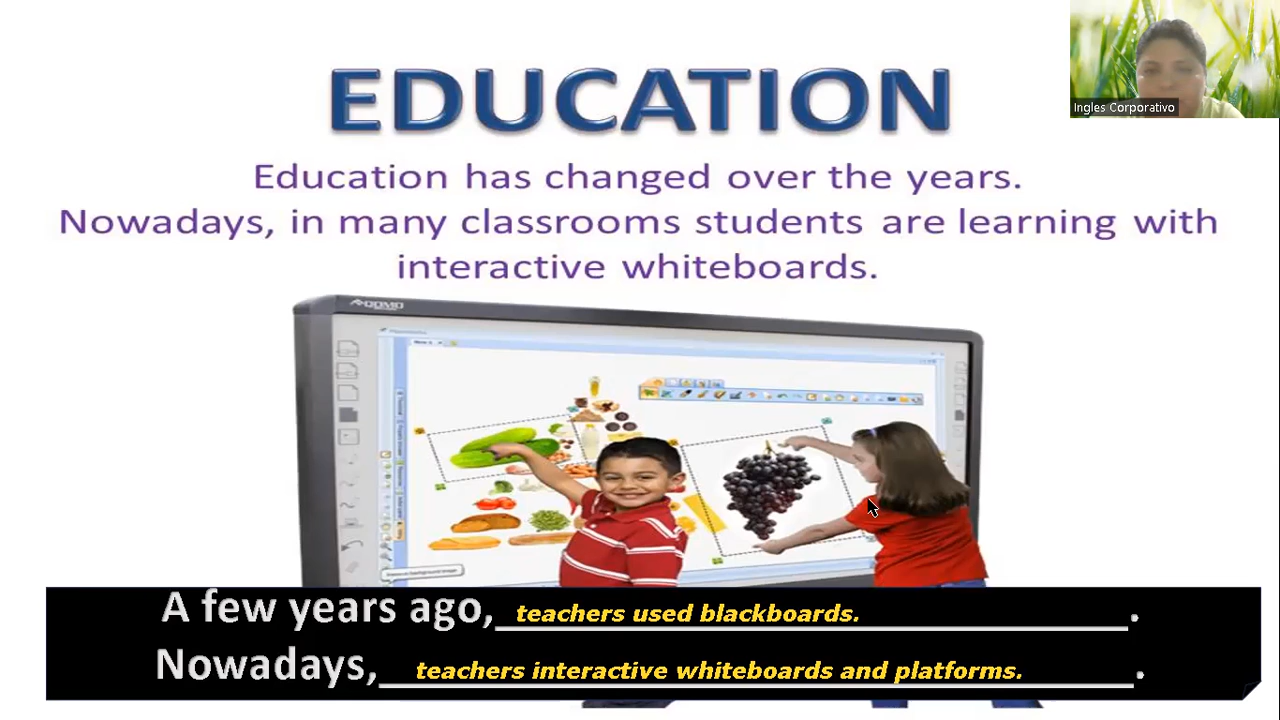 EDUCATION
Ingles Corporativo
Education has changed over the years.
Nowadays, in many classrooms students are learning with
interactive whiteboards.
A few years ago, teachers used blackboards. .
Nowadays, teachers interactive whiteboards and platforms. .